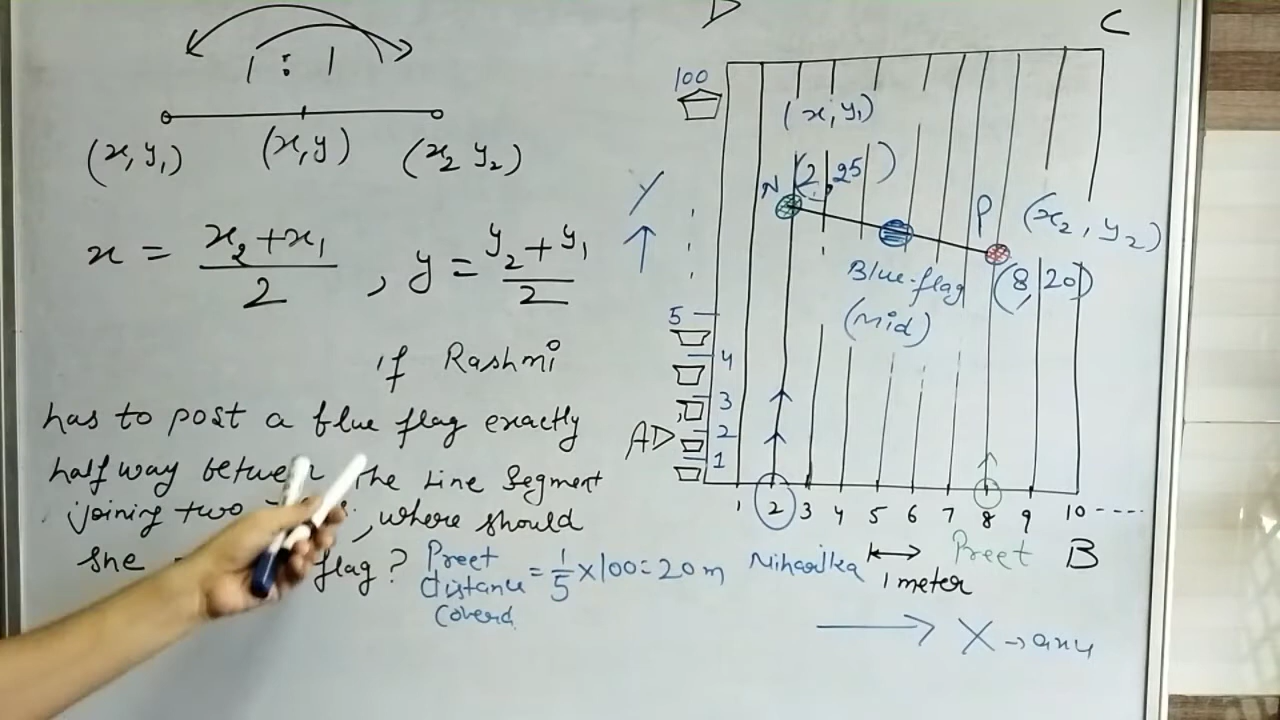 1 : 1
(x, y₁) (x, y) (x₂ y₂)
x = (x₂ + x₁)/2 , y = (y₂ + y₁)/2
if Rashmi
has to post a blue flag exactly
half way between the Line Segment
joining two , where should
she flag?
Preet
distance = 1/5 × 100 = 20 m
Coverd
D C
100
(x, y₁)
N (2, 25)
P (x₂, y₂)
(8, 20)
Blue flag
(Mid)
Y
5
4
3
2
1
A
1 2 3 4 5 6 7 8 9 10 ----
Niharika 1 meter Preet B
X → axis